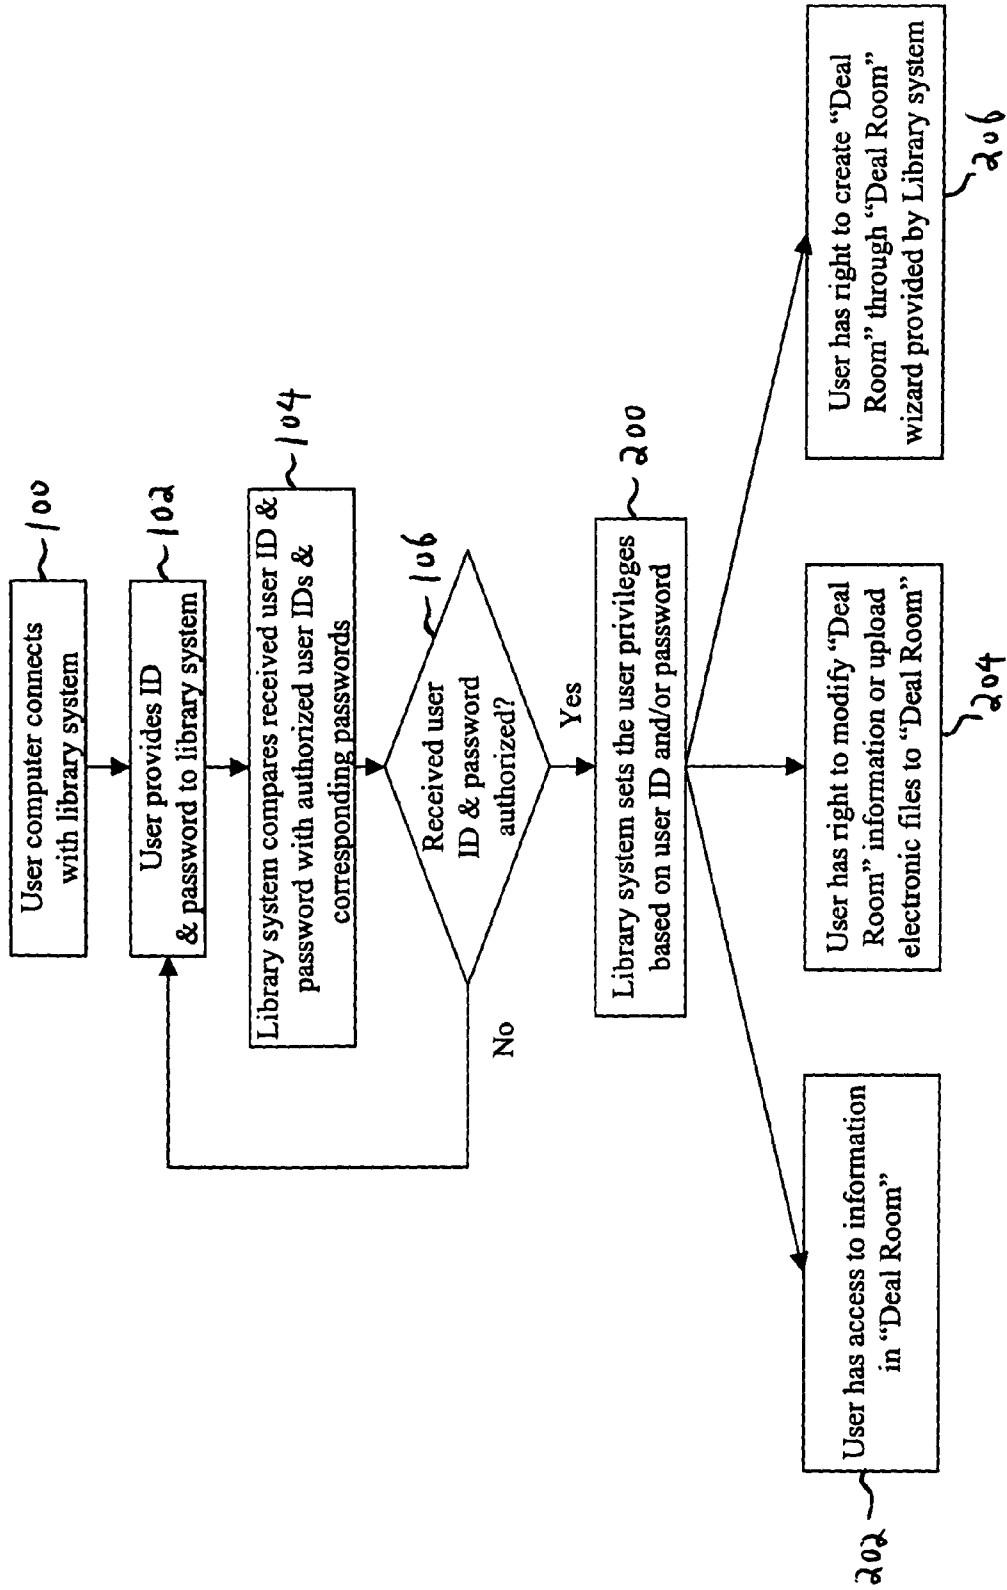 User computer connects
with library system
100
User provides ID
& password to library system
102
Library system compares received user ID &
password with authorized user IDs &
corresponding passwords
104
Received user
ID & password
authorized?
106
No
Yes
Library system sets the user privileges
based on user ID and/or password
200
User has access to information
in “Deal Room”
202
User has right to modify “Deal
Room” information or upload
electronic files to “Deal Room”
204
User has right to create “Deal
Room” through “Deal Room”
wizard provided by Library system
206